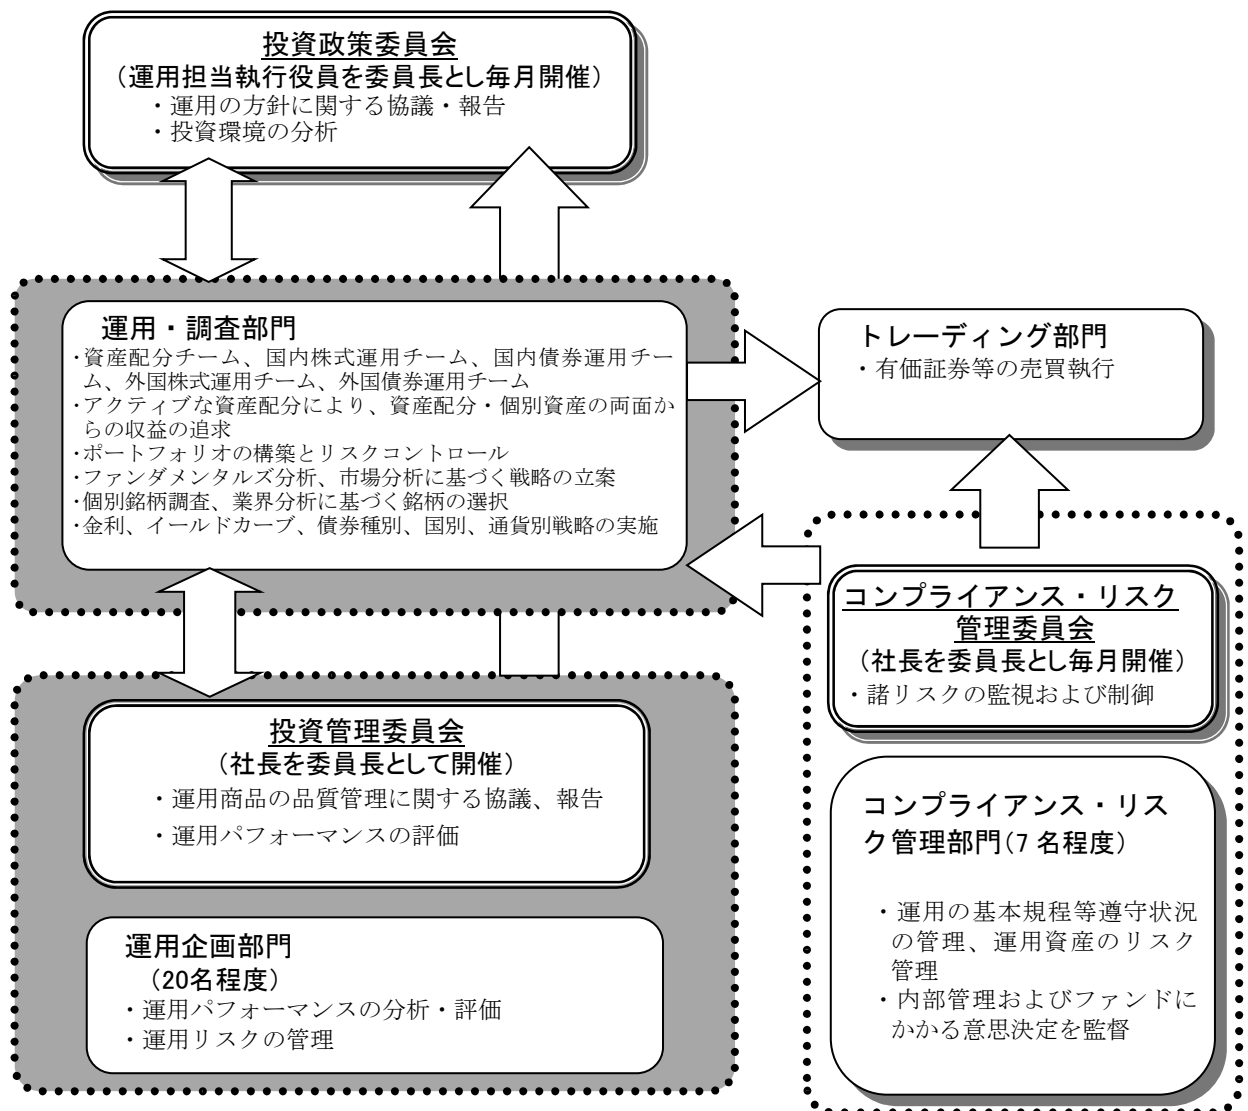 投資政策委員会
（運用担当執行役員を委員長とし毎月開催）
・運用の方針に関する協議・報告
・投資環境の分析
運用・調査部門
・資産配分チーム、国内株式運用チーム、国内債券運用チー
ム、外国株式運用チーム、外国債券運用チーム
・アクティブな資産配分により、資産配分・個別資産の両面か
らの収益の追求
・ポートフォリオの構築とリスクコントロール
・ファンダメンタルズ分析、市場分析に基づく戦略の立案
・個別銘柄調査、業界分析に基づく銘柄の選択
・金利、イールドカーブ、債券種別、国別、通貨別戦略の実施
トレーディング部門
・有価証券等の売買執行
コンプライアンス・リスク
管理委員会
（社長を委員長とし毎月開催）
・諸リスクの監視および制御
投資管理委員会
（社長を委員長として開催）
・運用商品の品質管理に関する協議、報告
・運用パフォーマンスの評価
運用企画部門
（20名程度）
・運用パフォーマンスの分析・評価
・運用リスクの管理
コンプライアンス・リス
ク管理部門（7 名程度）
・運用の基本規程等遵守状況
の管理、運用資産のリスク
管理
・内部管理およびファンドに
かかる意思決定を監督